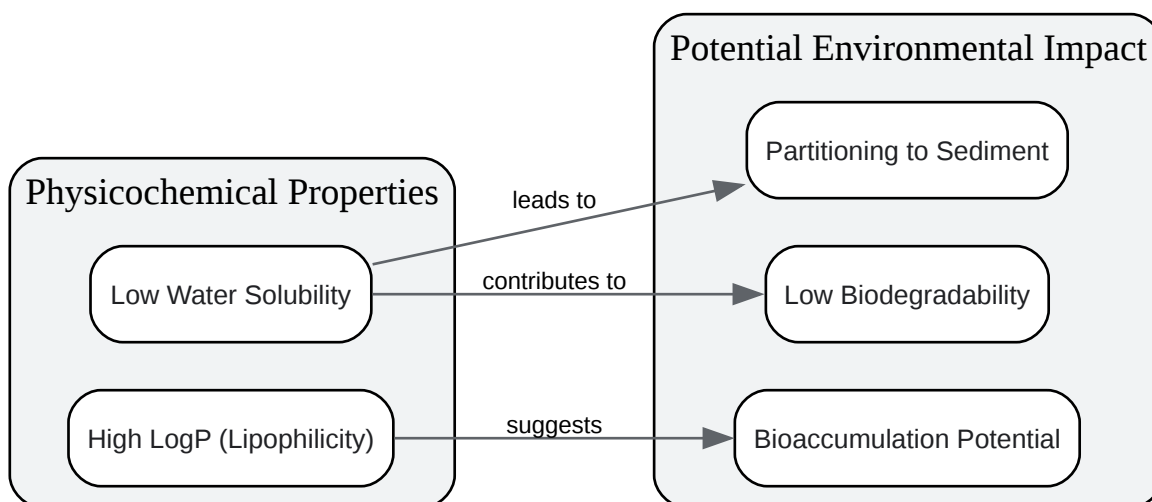 Potential Environmental Impact
Partitioning to Sediment
Physicochemical Properties
leads to
Low Water Solubility
contributes to
Low Biodegradability
High LogP (Lipophilicity)
suggests
Bioaccumulation Potential